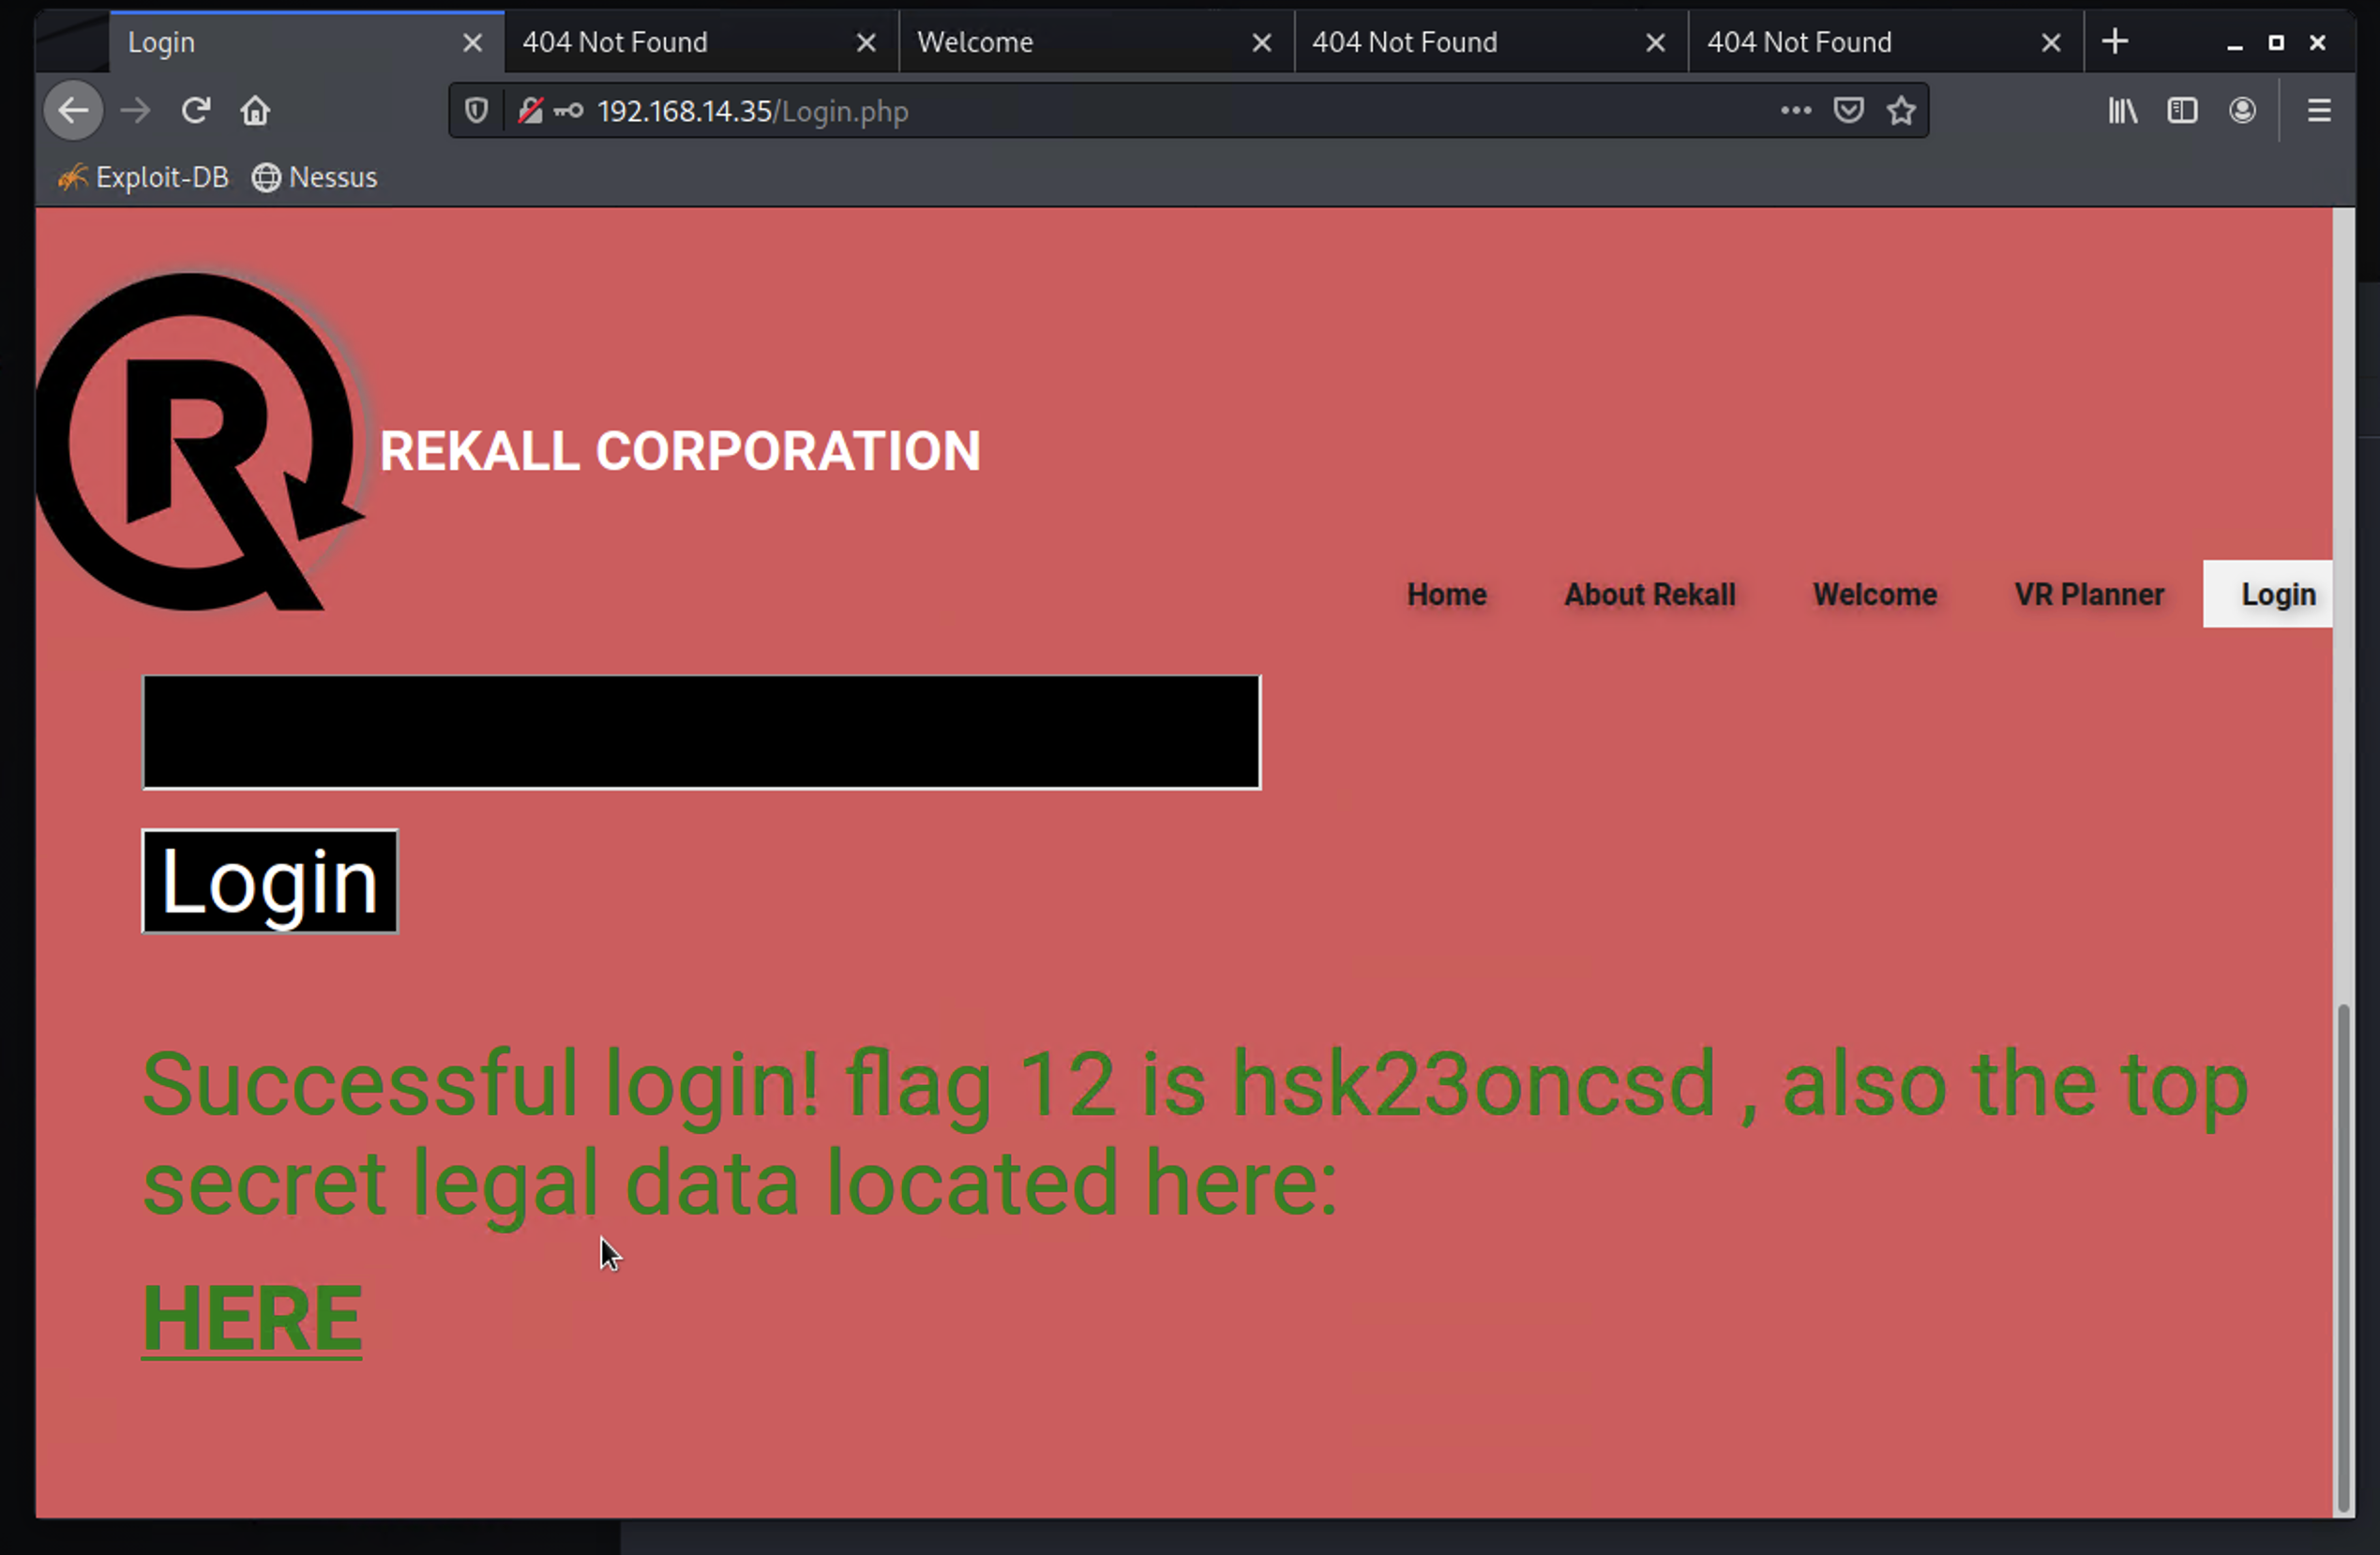 Login
404 Not Found
Welcome
404 Not Found
404 Not Found
192.168.14.35/Login.php
Exploit-DB
Nessus
R
REKALL CORPORATION
Home
About Rekall
Welcome
VR Planner
Login
Login
Successful login! flag 12 is hsk23oncsd , also the top
secret legal data located here:
HERE